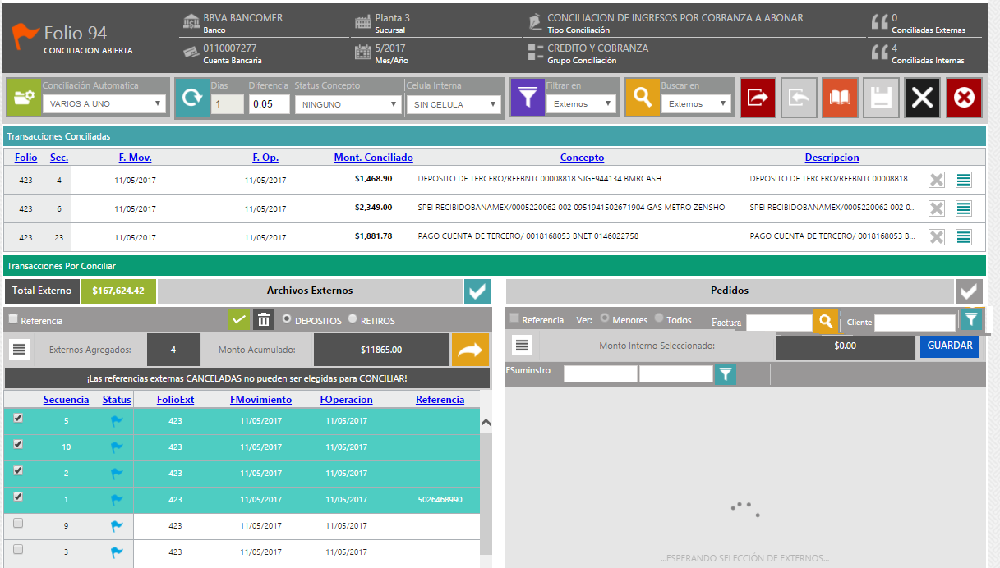 Folio 94
CONCILIACION ABIERTA
BBVA BANCOMER
Banco
Planta 3
Sucursal
CONCILIACION DE INGRESOS POR COBRANZA A ABONAR
Tipo Conciliación
0
Conciliadas Externas
0110007277
Cuenta Bancaría
5/2017
Mes/Año
CREDITO Y COBRANZA
Grupo Conciliación
4
Conciliadas Internas
Conciliación Automatica
VARIOS A UNO
Dias
1
Diferencia
0.05
Status Concepto
NINGUNO
Celula Interna
SIN CELULA
Filtrar en
Externos
Buscar en
Externos
Transacciones Conciliadas
Folio Sec. F. Mov. F. Op. Mont. Conciliado Concepto Descripcion
423 4 11/05/2017 11/05/2017 $1,468.90 DEPOSITO DE TERCERO/REFBNTC00008818 SJGE944134 BMRCASH DEPOSITO DE TERCERO/REFBNTC00008818...
423 6 11/05/2017 11/05/2017 $2,349.00 SPEI RECIBIDOBANAMEX/0005220062 002 0951941502671904 GAS METRO ZENSHO SPEI RECIBIDOBANAMEX/0005220062 002 0..
423 23 11/05/2017 11/05/2017 $1,881.78 PAGO CUENTA DE TERCERO/ 0018168053 BNET 0146022758 PAGO CUENTA DE TERCERO/ 0018168053 B...
Transacciones Por Conciliar
Total Externo $167,624.42 Archivos Externos
Referencia DEPOSITOS RETIROS
Externos Agregados: 4 Monto Acumulado: $11865.00
¡Las referencias externas CANCELADAS no pueden ser elegidas para CONCILIAR!
Secuencia Status FolioExt FMovimiento FOperacion Referencia
5 423 11/05/2017 11/05/2017
10 423 11/05/2017 11/05/2017
2 423 11/05/2017 11/05/2017
1 423 11/05/2017 11/05/2017 5026468990
9 423 11/05/2017 11/05/2017
3 423 11/05/2017 11/05/2017
Pedidos
Referencia Ver: Menores Todos Factura Cliente
Monto Interno Seleccionado: $0.00 GUARDAR
FSuministro
...ESPERANDO SELECCIÓN DE EXTERNOS...